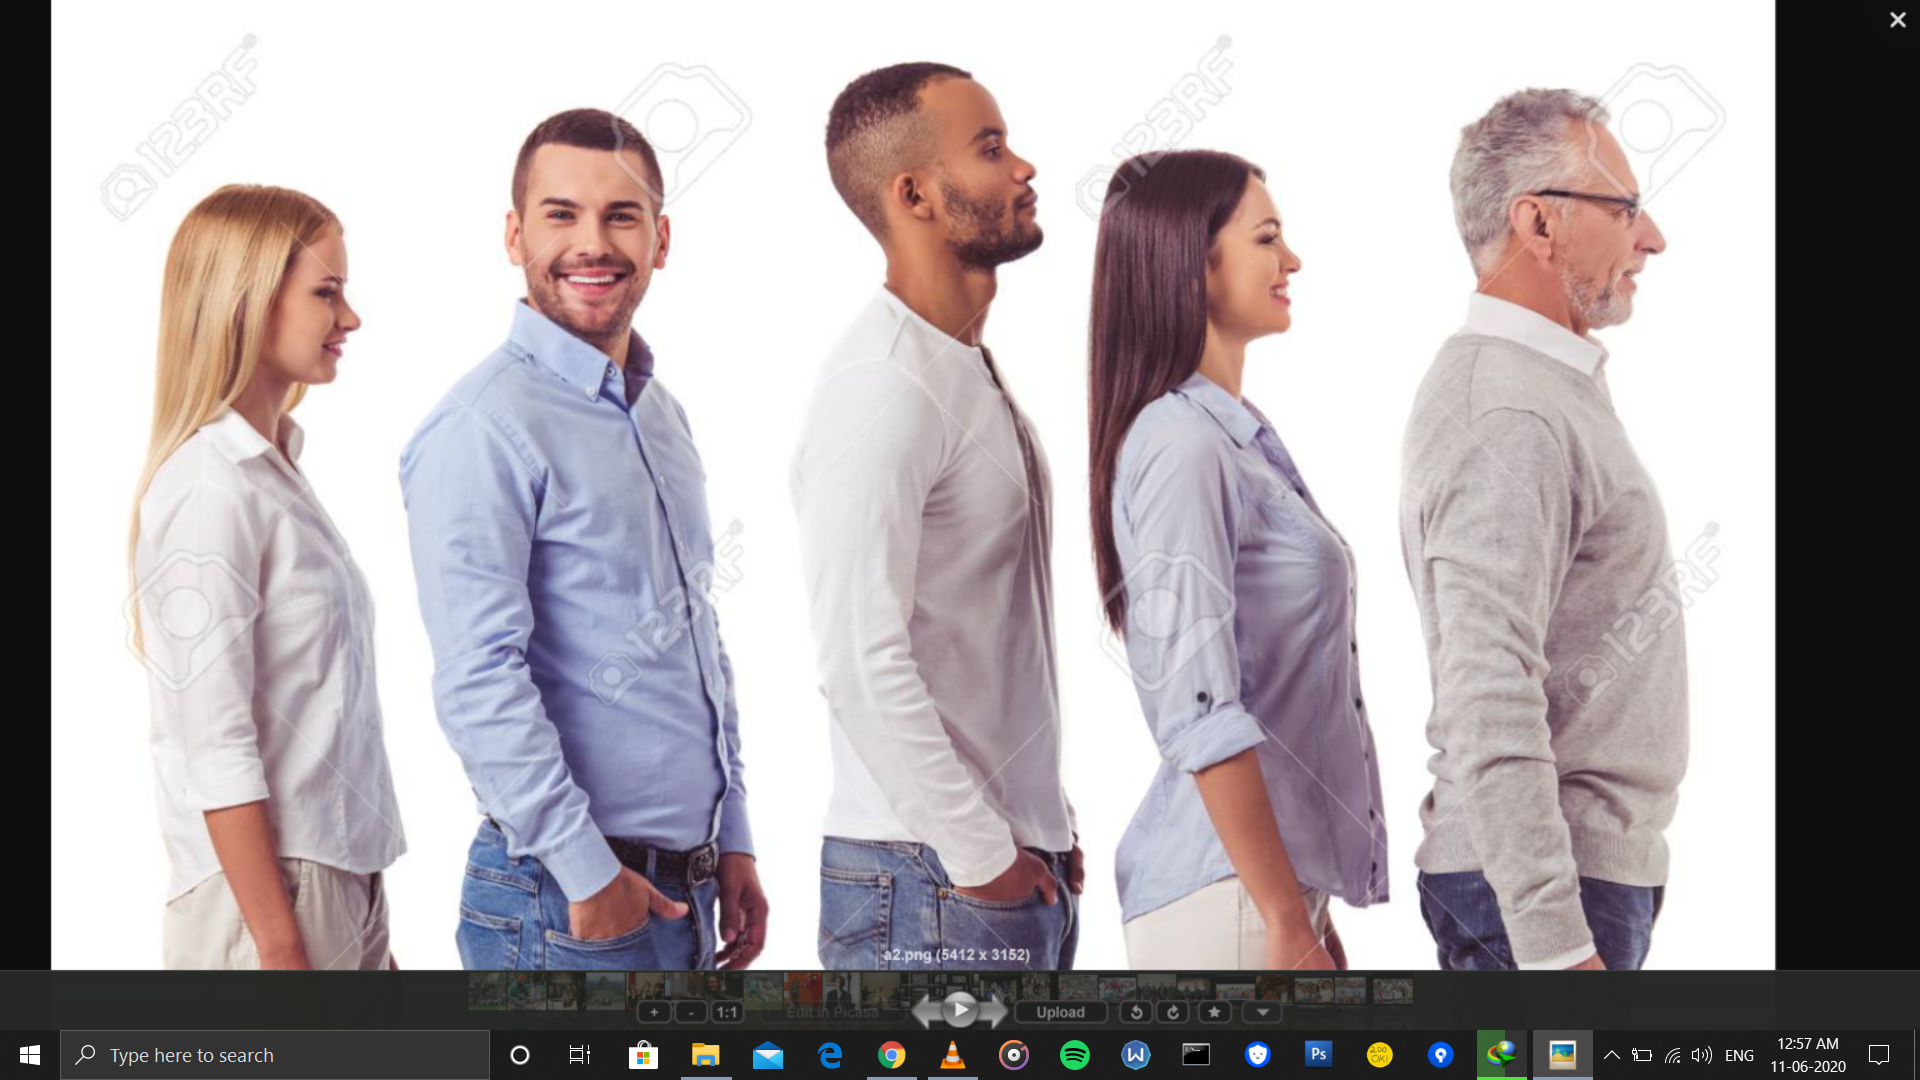 123RF
123RF
123RF
123RF
a2.png (5412 x 3152)
+ - 1:1 Edit in Picasa Upload
Type here to search
W
Ps
ENG
12:57 AM
11-06-2020